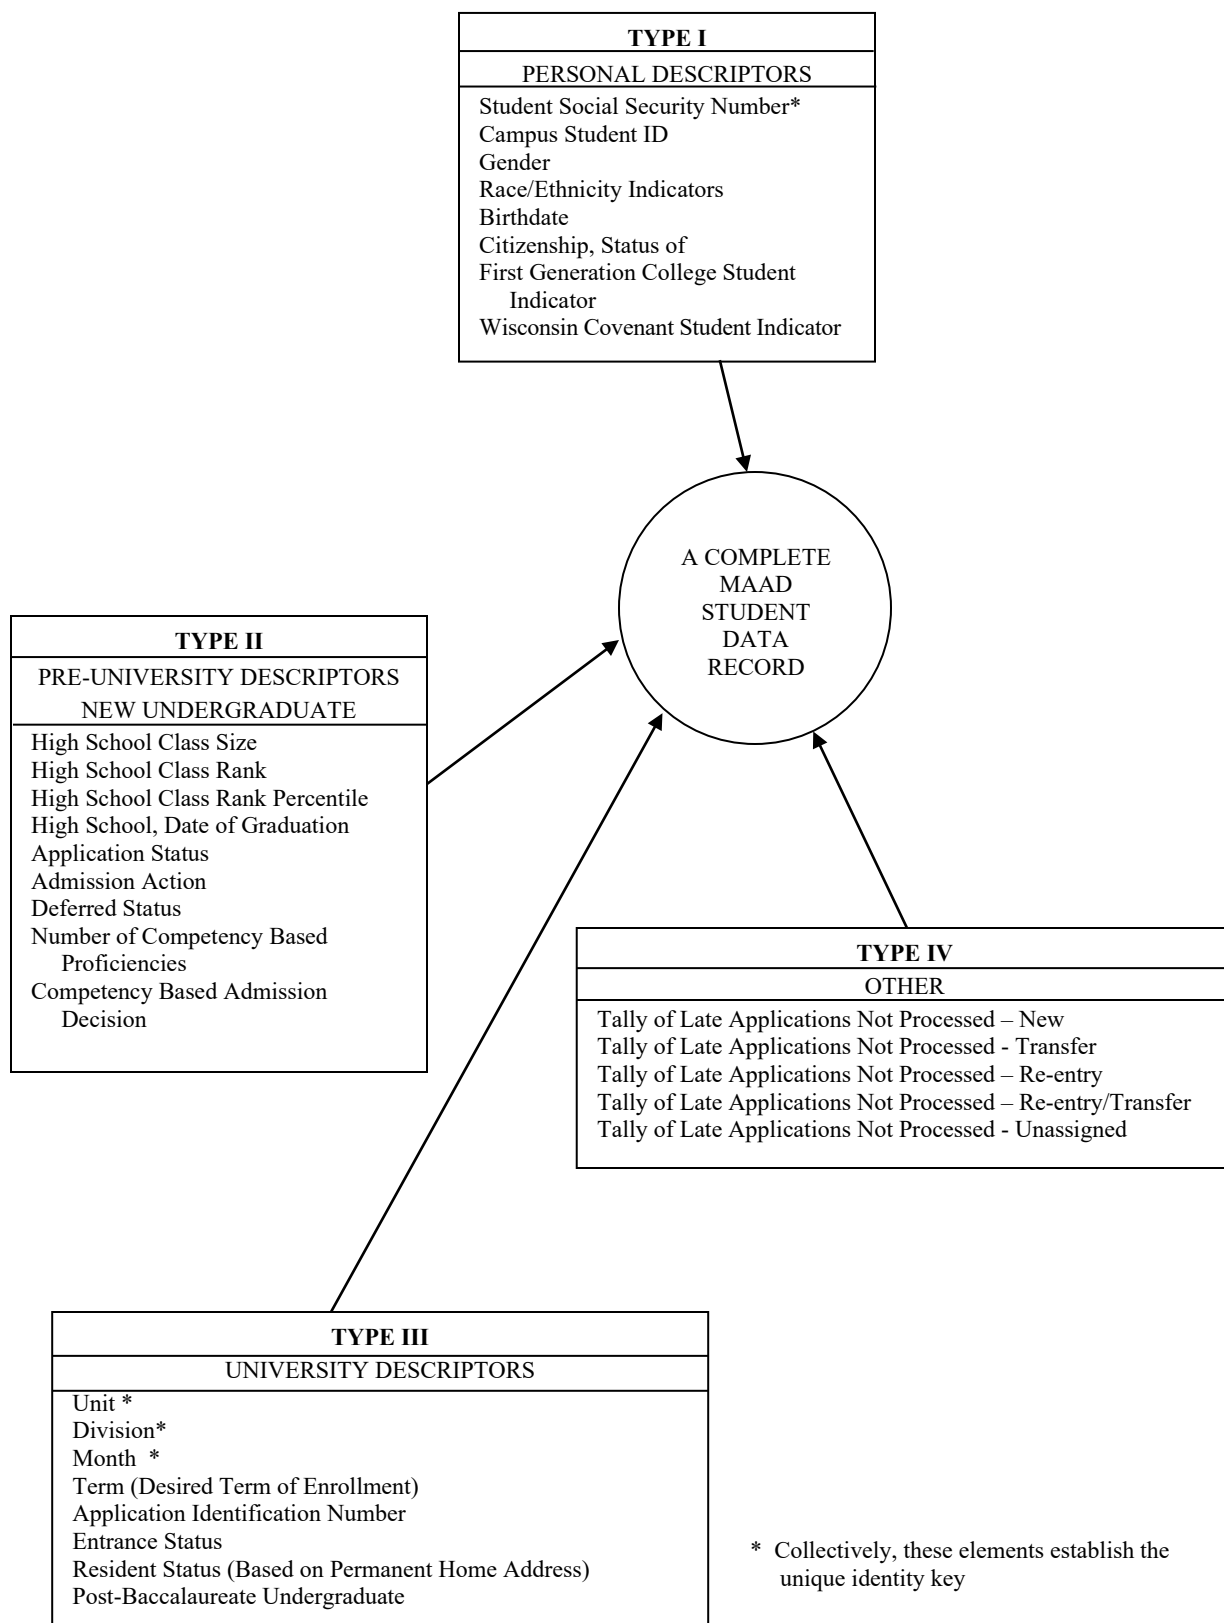 TYPE I
PERSONAL DESCRIPTORS
Student Social Security Number*
Campus Student ID
Gender
Race/Ethnicity Indicators
Birthdate
Citizenship, Status of
First Generation College Student
Indicator
Wisconsin Covenant Student Indicator
A COMPLETE
MAAD
STUDENT
DATA
RECORD
TYPE II
PRE-UNIVERSITY DESCRIPTORS
NEW UNDERGRADUATE
High School Class Size
High School Class Rank
High School Class Rank Percentile
High School, Date of Graduation
Application Status
Admission Action
Deferred Status
Number of Competency Based
Proficiencies
Competency Based Admission
Decision
TYPE IV
OTHER
Tally of Late Applications Not Processed – New
Tally of Late Applications Not Processed - Transfer
Tally of Late Applications Not Processed – Re-entry
Tally of Late Applications Not Processed – Re-entry/Transfer
Tally of Late Applications Not Processed - Unassigned
TYPE III
UNIVERSITY DESCRIPTORS
Unit *
Division*
Month  *
Term (Desired Term of Enrollment)
Application Identification Number
Entrance Status
Resident Status (Based on Permanent Home Address)
Post-Baccalaureate Undergraduate
* Collectively, these elements establish the
unique identity key